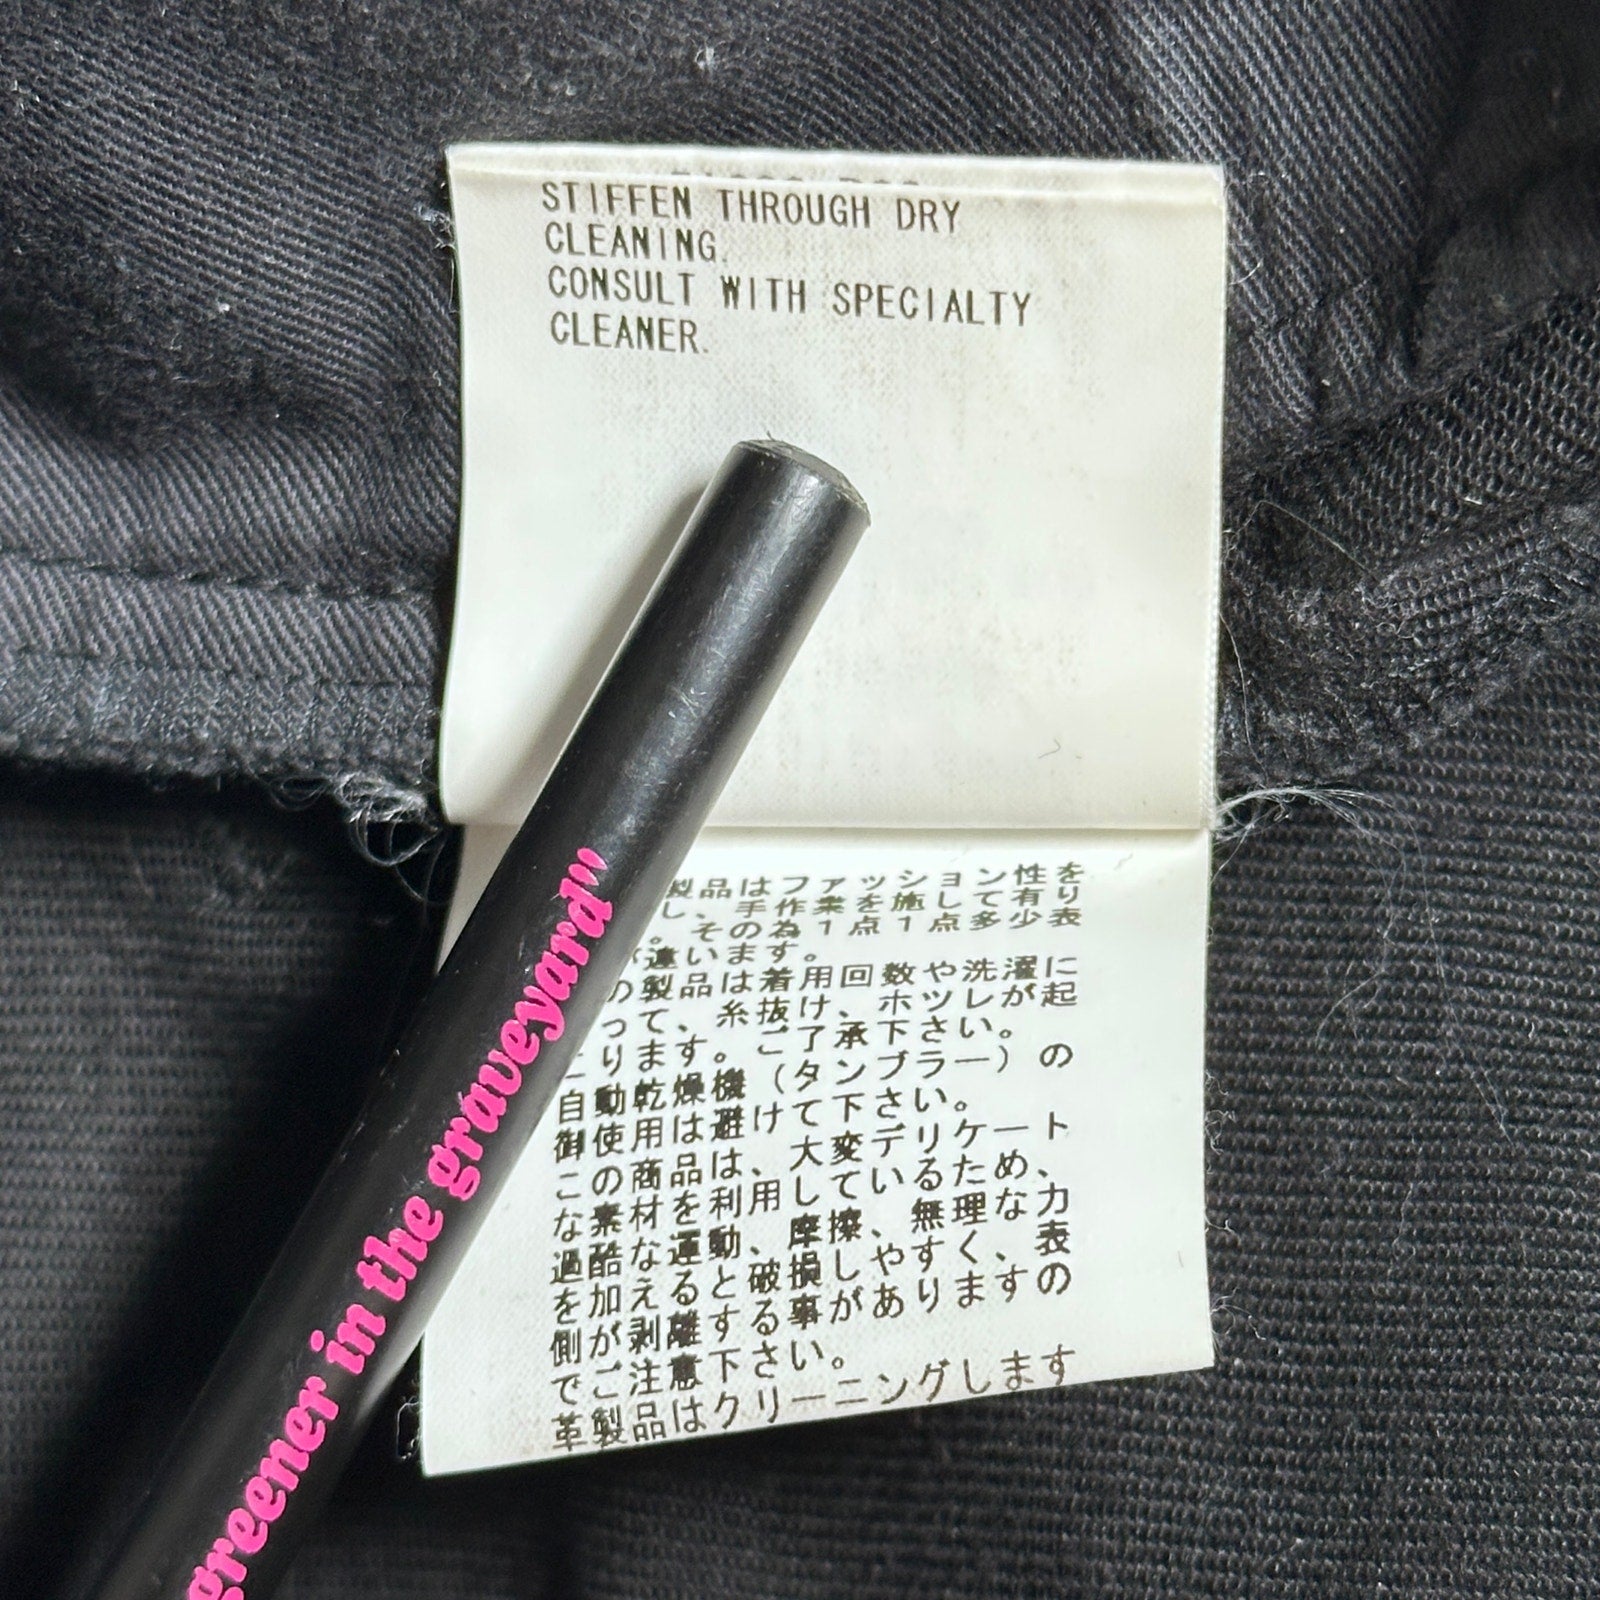 STIFFEN THROUGH DRY
CLEANING.
CONSULT WITH SPECIALTY
CLEANER.
製品はファッション性を
し、手作業を施して有り
。その為1点1点多少表
が違います。
の製品は着用回数や洗濯に
って、糸抜け、ホツレが起
こります。ご了承下さい。
自動乾燥機(タンブラー)の
御使用は避けて下さい。
この商品は、大変デリケート
な素材を利用しているため、
過酷な運動、摩擦、無理な力
を加えると破損しやすく、表
側が剥離する事がありますの
でご注意下さい。
革製品はクリーニングします
greener in the graveyard"